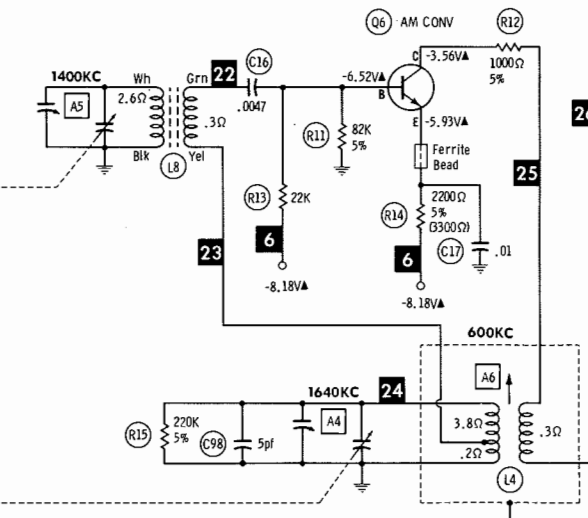 Q6 AM CONV
R12
1400KC
Wh
Grn
22
C16
-3.56V▲
C
1000Ω
5%
A5
2.6Ω
.3Ω
.0047
-6.52V▲
B
E
-5.93V▲
26
Blk
Yel
L8
R11
82K
5%
Ferrite
Bead
25
R13
22K
R14
2200Ω
5%
(3300Ω)
C17
.01
23
6
6
-8.18V▲
-8.18V▲
600KC
1640KC
24
A6
A4
R15
220K
5%
C98
5pf
3.8Ω
.2Ω
.3Ω
L4